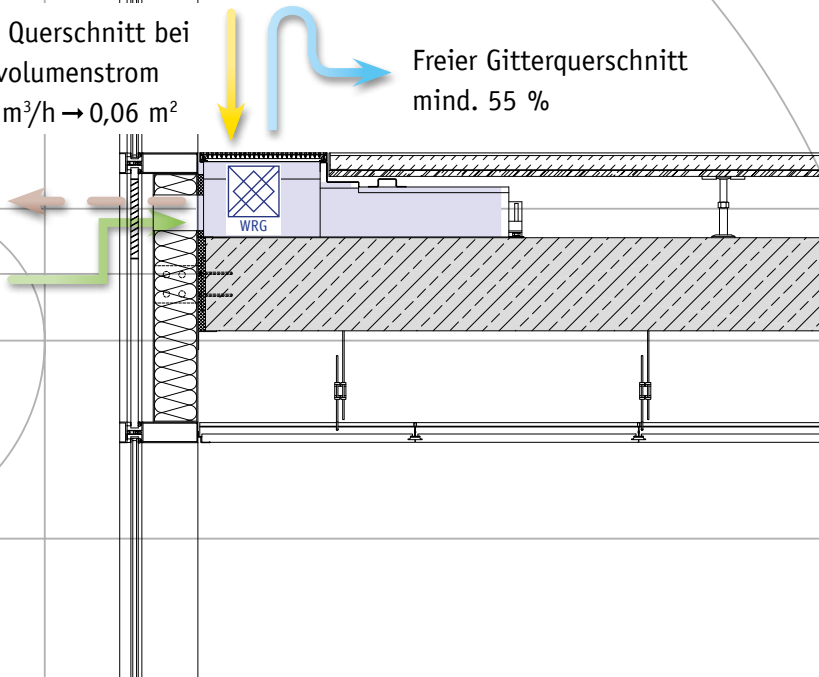 Querschnitt bei
volumenstrom
m³/h → 0,06 m²
Freier Gitterquerschnitt
mind. 55 %
WRG